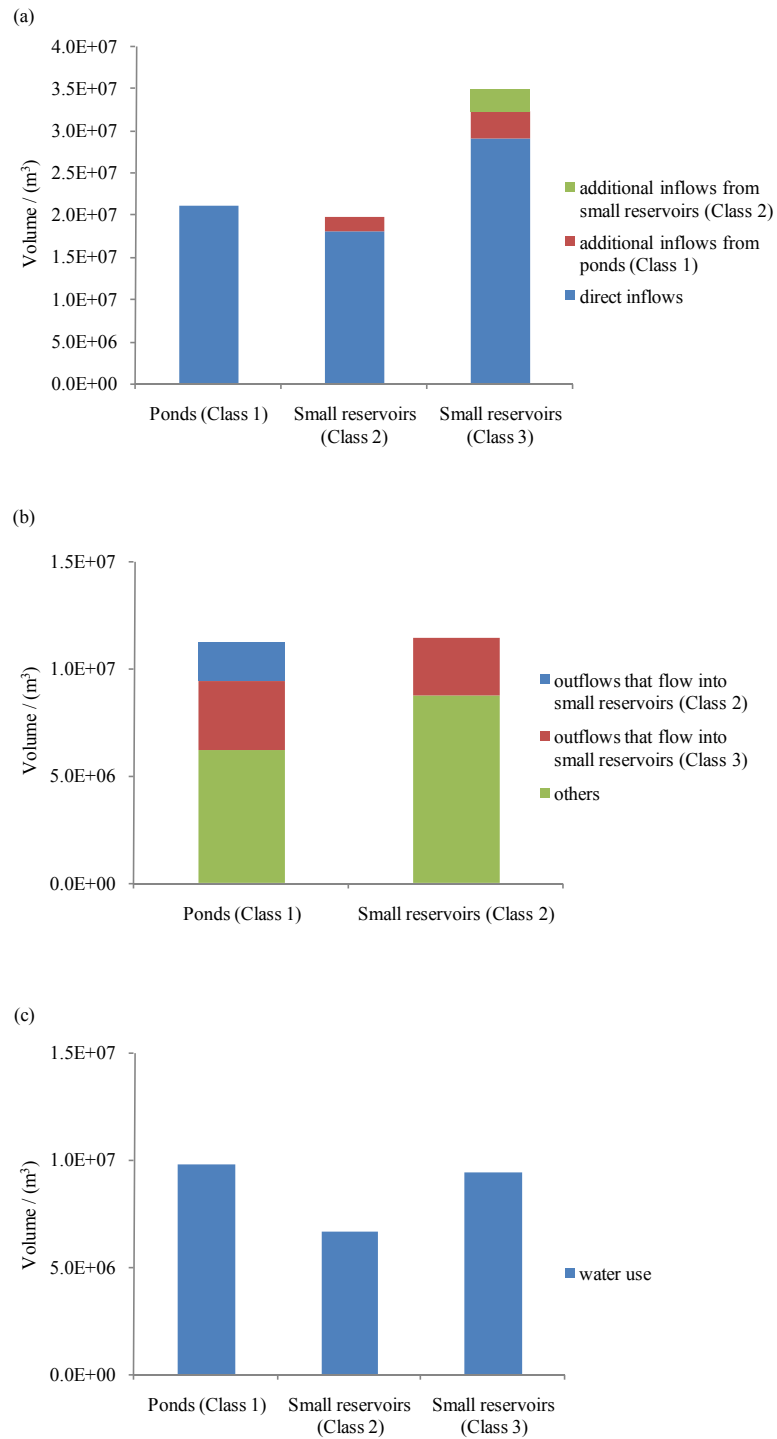 (a)
4.0E+07
3.5E+07
3.0E+07
2.5E+07
2.0E+07
1.5E+07
1.0E+07
5.0E+06
0.0E+00
Volume / (m³)
Ponds (Class 1)
Small reservoirs
(Class 2)
Small reservoirs
(Class 3)
additional inflows from
small reservoirs (Class 2)
additional inflows from
ponds (Class 1)
direct inflows
(b)
1.5E+07
1.0E+07
5.0E+06
0.0E+00
Volume / (m³)
Ponds (Class 1)
Small reservoirs (Class 2)
outflows that flow into
small reservoirs (Class 2)
outflows that flow into
small reservoirs (Class 3)
others
(c)
1.5E+07
1.0E+07
5.0E+06
0.0E+00
Volume / (m³)
Ponds (Class 1)
Small reservoirs
(Class 2)
Small reservoirs
(Class 3)
water use